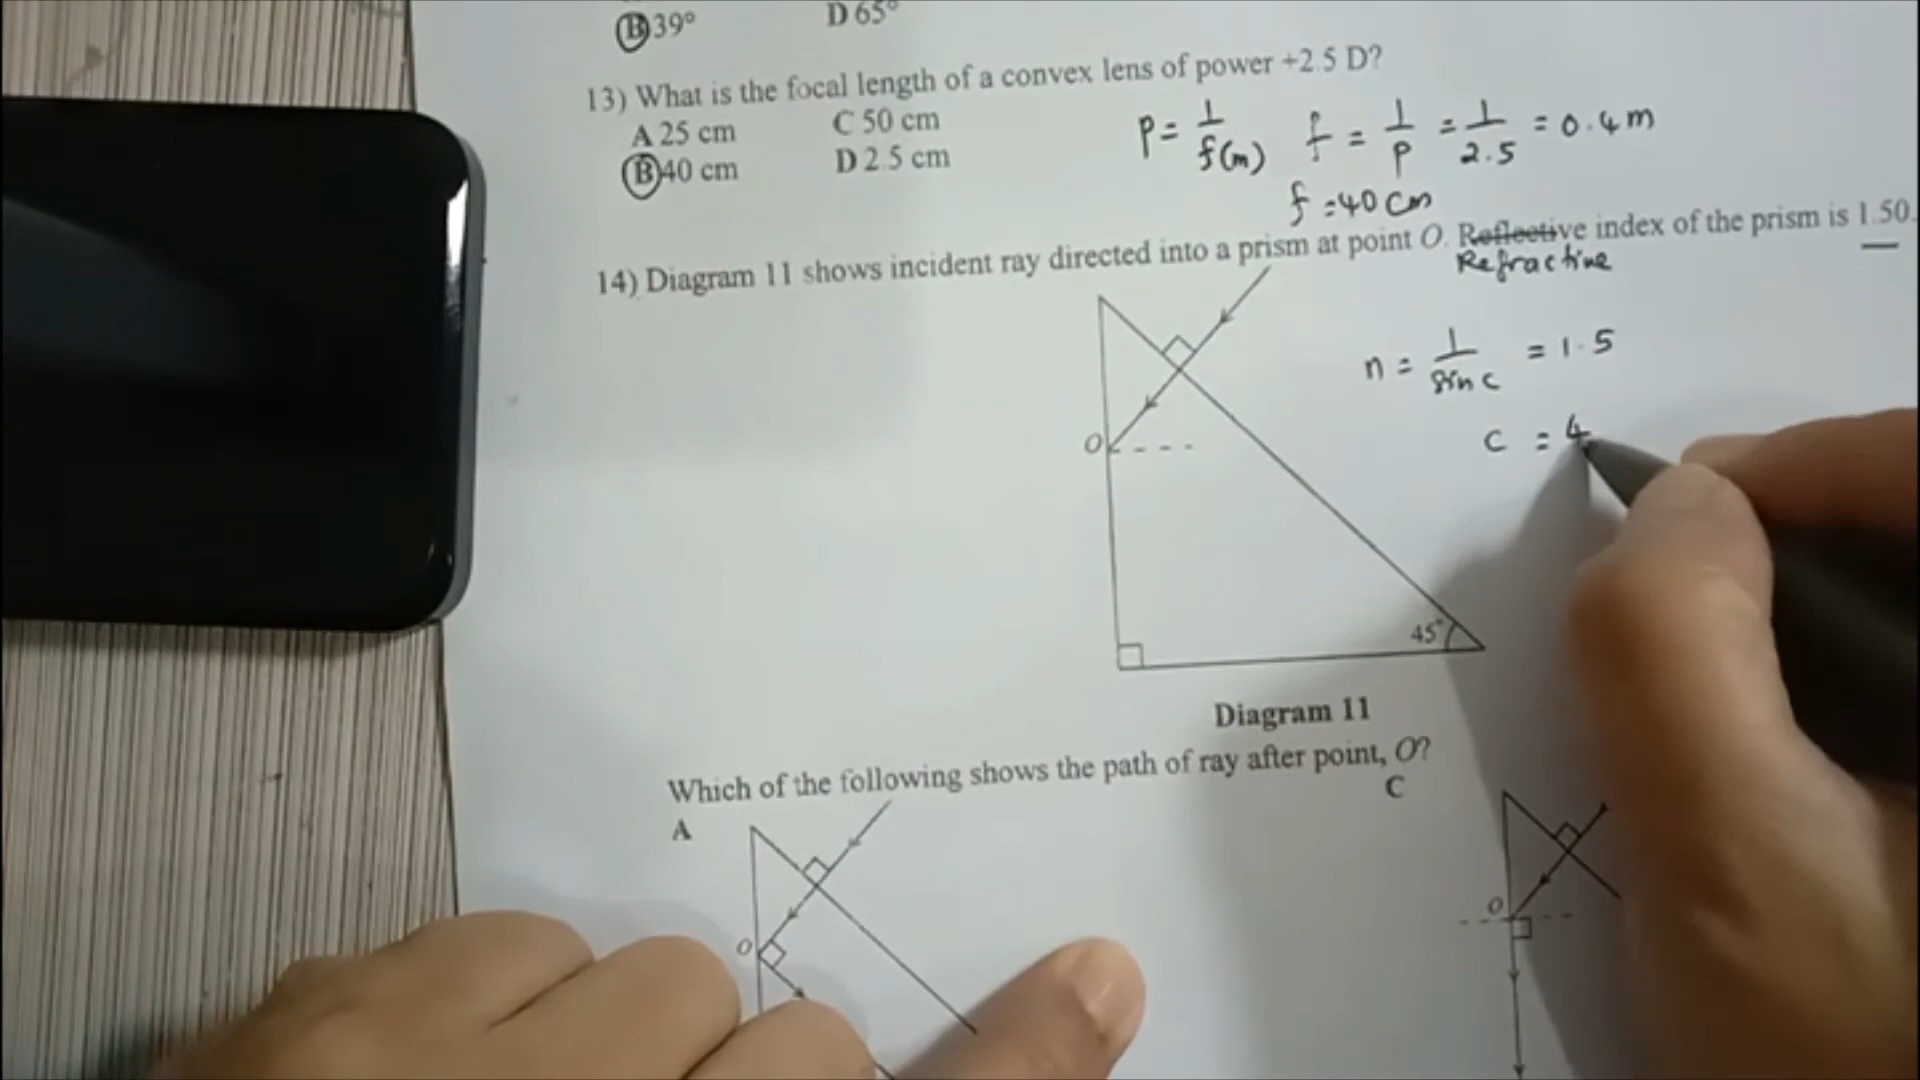 B 39° D 65°
13) What is the focal length of a convex lens of power +2.5 D?
A 25 cm C 50 cm
B 40 cm D 2.5 cm
P = 1/f(m) f = 1/P = 1/2.5 = 0.4 m
f = 40 cm
14) Diagram 11 shows incident ray directed into a prism at point O. Reflective index of the prism is 1.50.
Refractive
n = 1/sin c = 1.5
c = 4
O
45°
Diagram 11
Which of the following shows the path of ray after point, O?
A C
O O